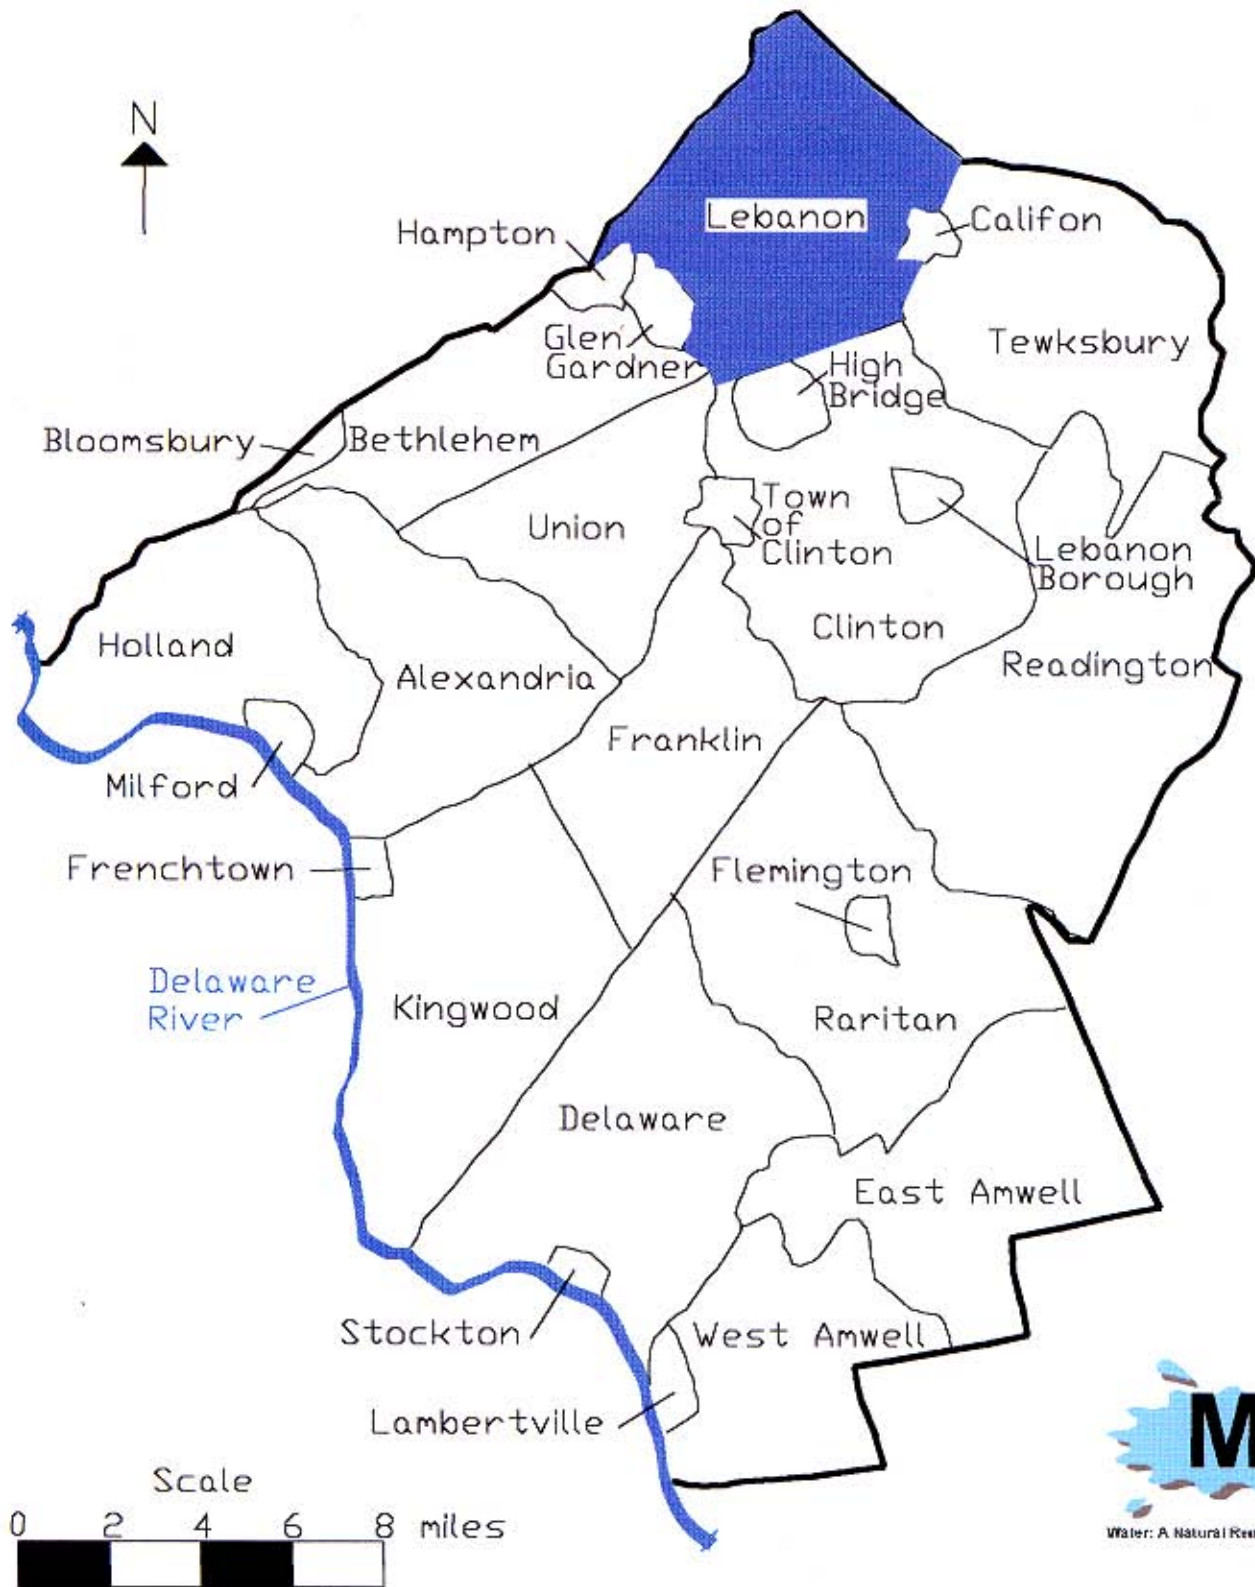 N
Lebanon
Hampton
Califon
Glen
Gardner
High
Bridge
Tewksbury
Bloomsbury
Bethlehem
Union
Town
of
Clinton
Lebanon
Borough
Holland
Alexandria
Clinton
Readington
Franklin
Milford
Frenchtown
Flemington
Delaware
River
Kingwood
Raritan
Delaware
East Amwell
Stockton
West Amwell
Lambertville
M
Water: A Natural
Scale
0 2 4 6 8 miles